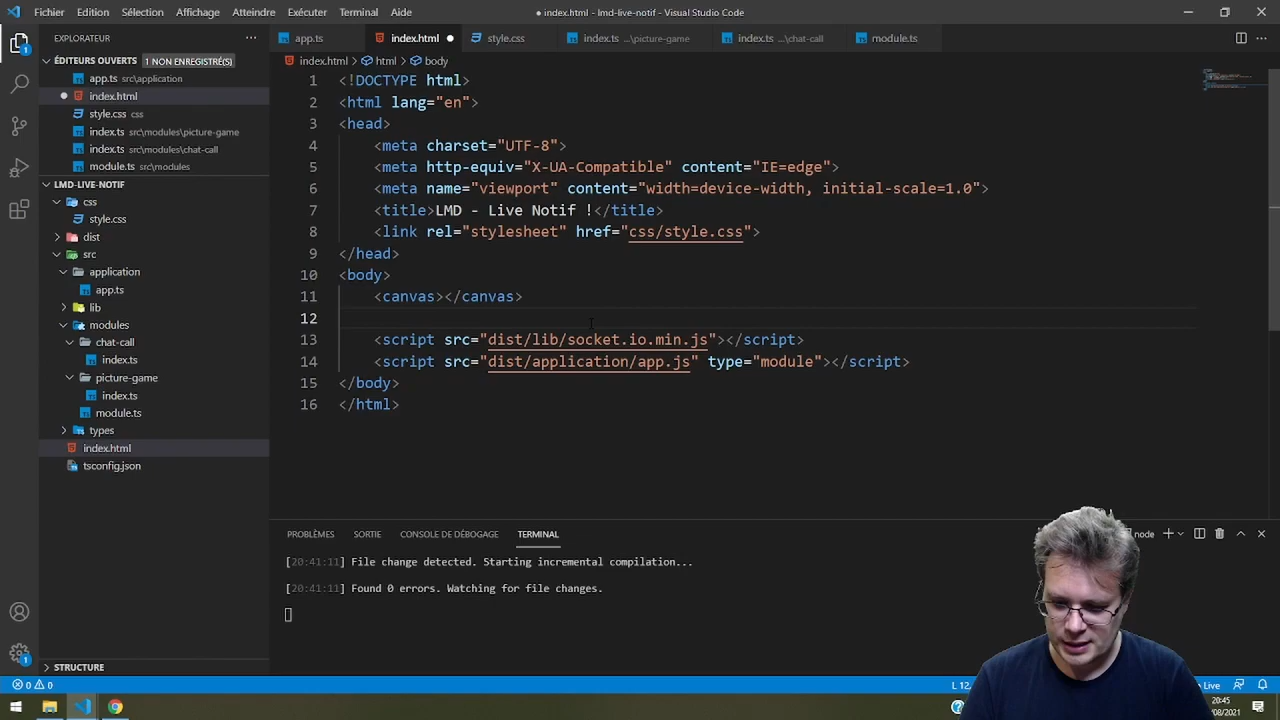 Fichier Edition Sélection Affichage Atteindre Exécuter Terminal Aide
● index.html - lmd-live-notif - Visual Studio Code
EXPLORATEUR ...
ÉDITEURS OUVERTS 1 NON ENREGISTRÉ(S)
app.ts src\application
index.html
style.css css
index.ts src\modules\picture-game
index.ts src\modules\chat-call
module.ts src\modules
LMD-LIVE-NOTIF
css
style.css
dist
src
application
app.ts
lib
modules
chat-call
index.ts
picture-game
index.ts
module.ts
types
index.html
tsconfig.json
STRUCTURE
1
1
app.ts index.html ● style.css index.ts ...\picture-game index.ts ...\chat-call module.ts
index.html > html > body
1 <!DOCTYPE html>
2 <html lang="en">
3 <head>
4 <meta charset="UTF-8">
5 <meta http-equiv="X-UA-Compatible" content="IE=edge">
6 <meta name="viewport" content="width=device-width, initial-scale=1.0">
7 <title>LMD - Live Notif !</title>
8 <link rel="stylesheet" href="css/style.css">
9 </head>
10 <body>
11 <canvas></canvas>
12
13 <script src="dist/lib/socket.io.min.js"></script>
14 <script src="dist/application/app.js" type="module"></script>
15 </body>
16 </html>
PROBLÈMES SORTIE CONSOLE DE DÉBOGAGE TERMINAL
node
[20:41:11] File change detected. Starting incremental compilation...
[20:41:11] Found 0 errors. Watching for file changes.
0 0
L 12, Live
20:45
/08/2021